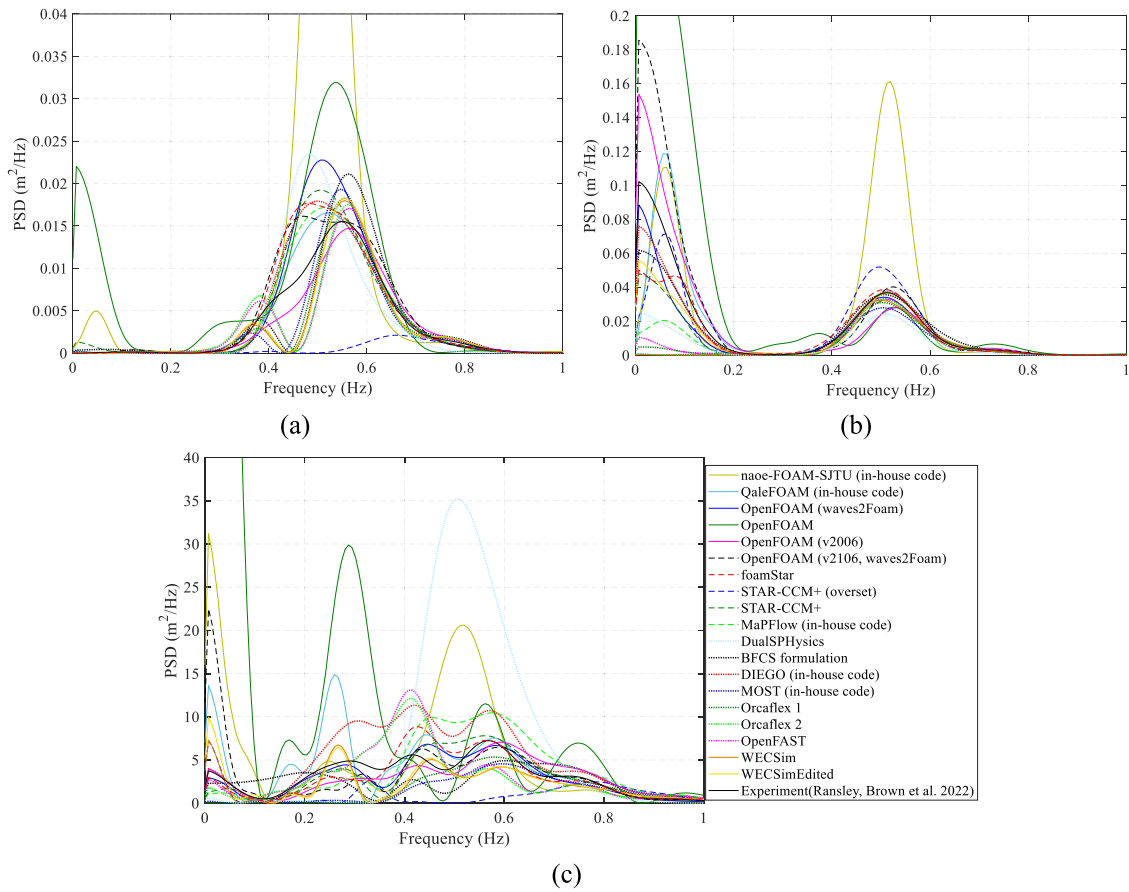 0.04
0.035
0.03
0.025
0.02
0.015
0.01
0.005
0
PSD (m²/Hz)
0 0.2 0.4 0.6 0.8 1
Frequency (Hz)
(a)
0.2
0.18
0.16
0.14
0.12
0.1
0.08
0.06
0.04
0.02
0
PSD (m²/Hz)
0 0.2 0.4 0.6 0.8 1
Frequency (Hz)
(b)
40
35
30
25
20
15
10
5
0
PSD (m²/Hz)
0 0.2 0.4 0.6 0.8 1
Frequency (Hz)
naoe-FOAM-SJTU (in-house code)
QaleFOAM (in-house code)
OpenFOAM (waves2Foam)
OpenFOAM
OpenFOAM (v2006)
OpenFOAM (v2106, waves2Foam)
foamStar
STAR-CCM+ (overset)
STAR-CCM+
MaPFlow (in-house code)
DualSPHysics
BFCS formulation
DIEGO (in-house code)
MOST (in-house code)
Orcaflex 1
Orcaflex 2
OpenFAST
WECSim
WECSimEdited
Experiment(Ransley, Brown et al. 2022)
(c)